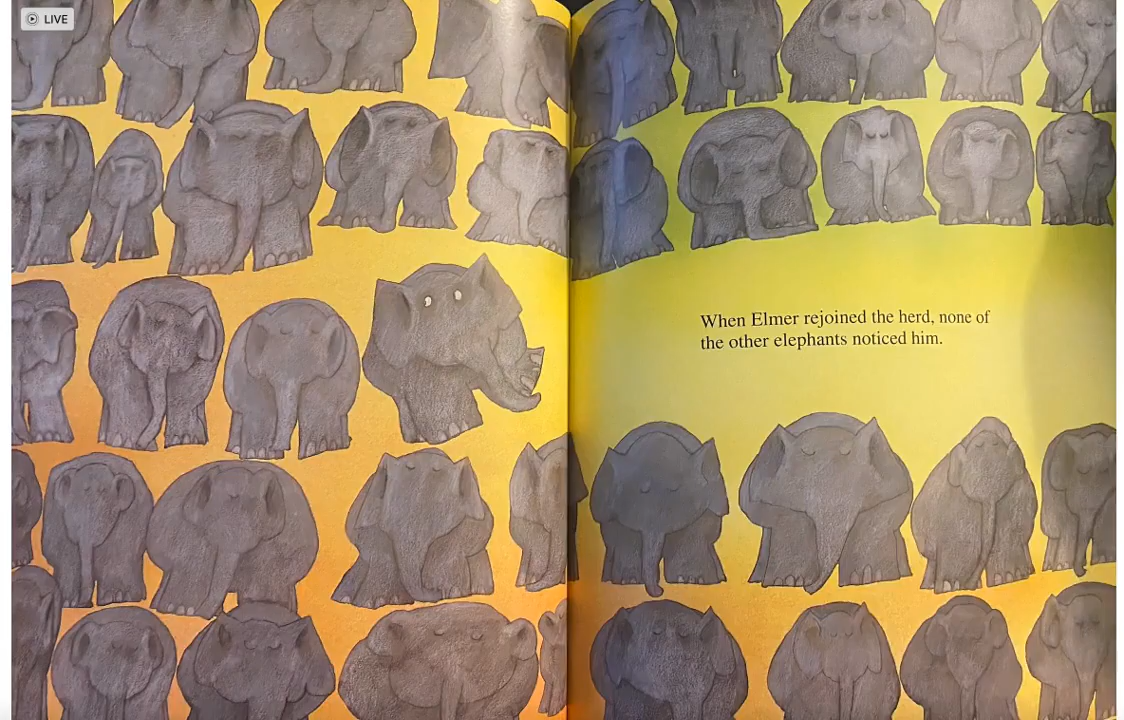 LIVE
When Elmer rejoined the herd, none of
the other elephants noticed him.